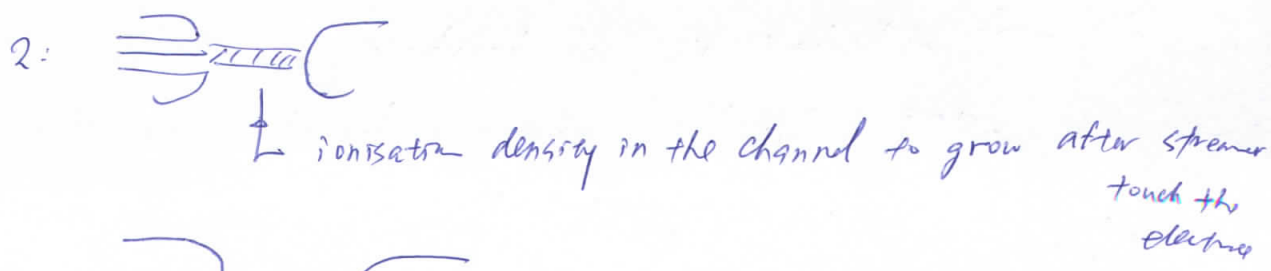 2:
ionisation density in the channel to grow after streamer
touch the
electrode